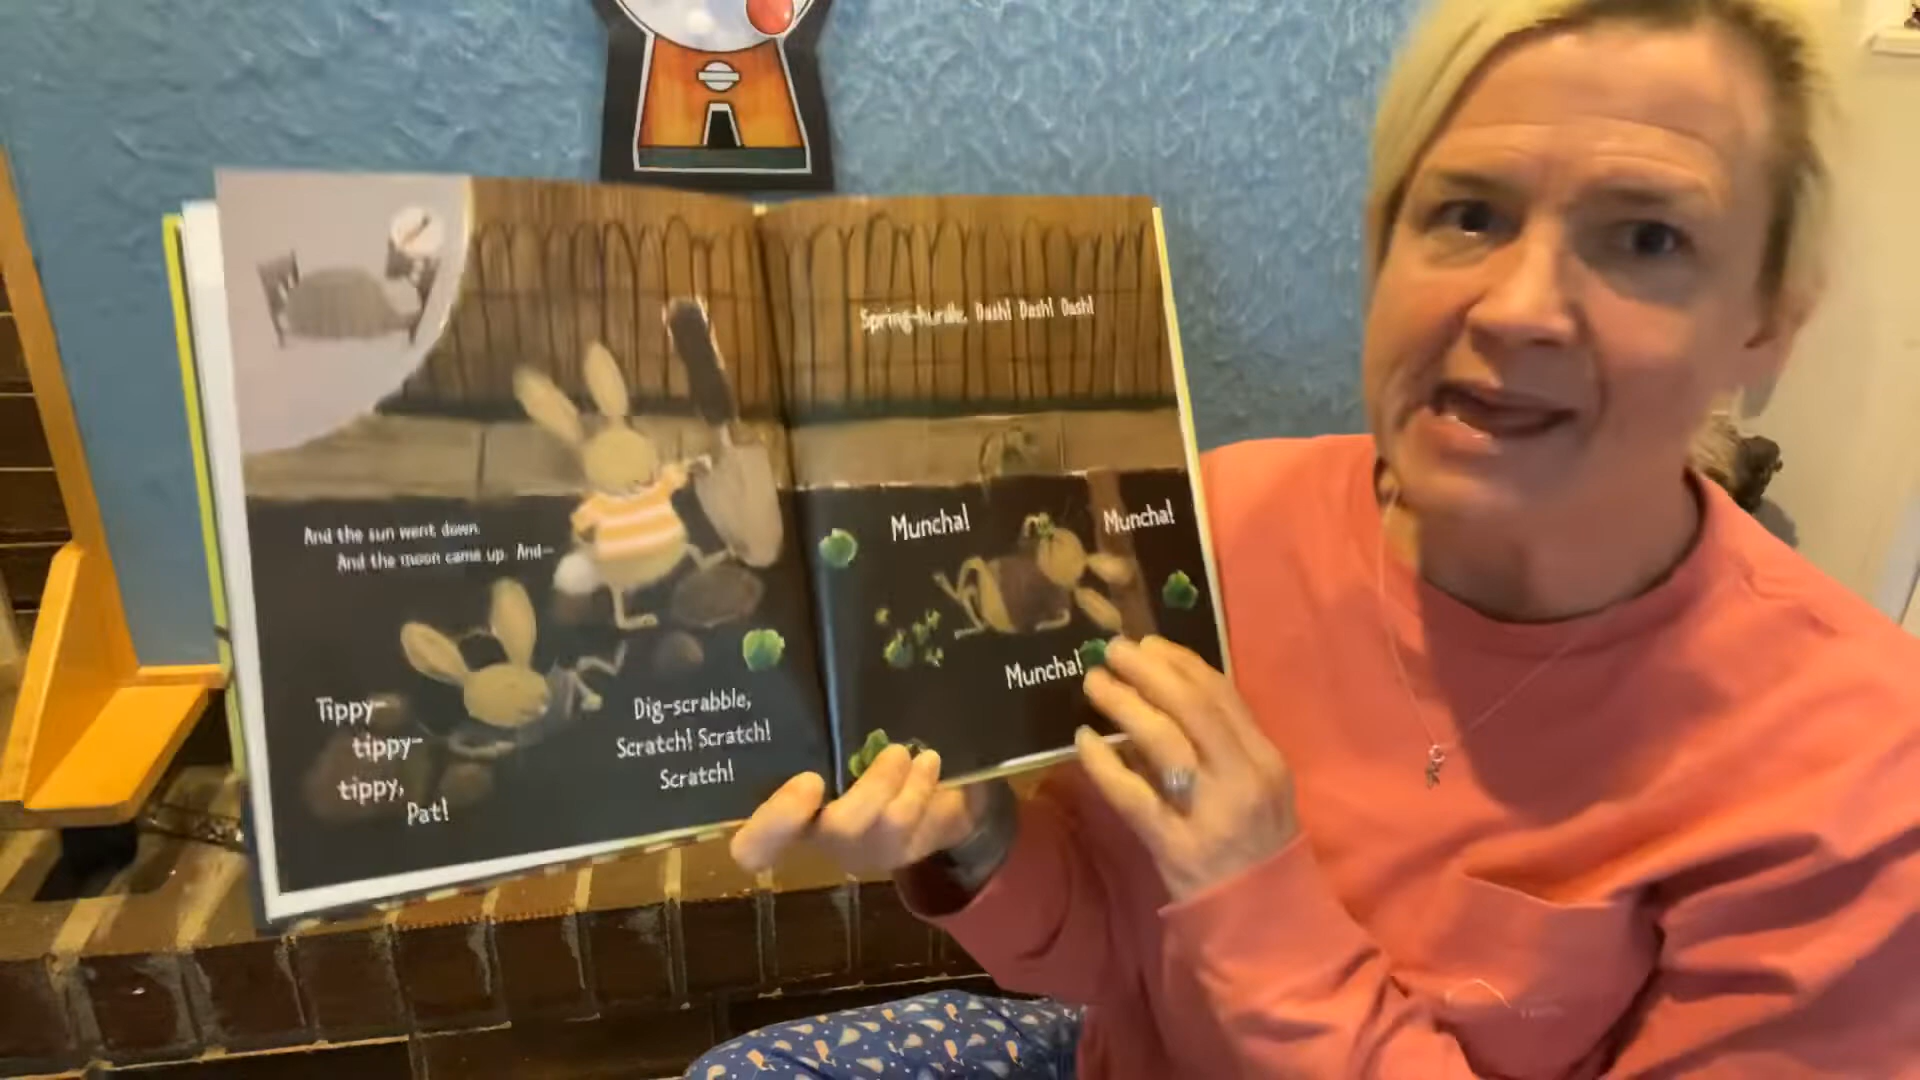 And the sun went down.
And the moon came up. And—
Tippy-
tippy-
tippy,
Pat!
Dig-scrabble,
Scratch! Scratch!
Scratch!
Spring-hurdle, Dash! Dash! Dash!
Muncha!
Muncha!
Muncha!